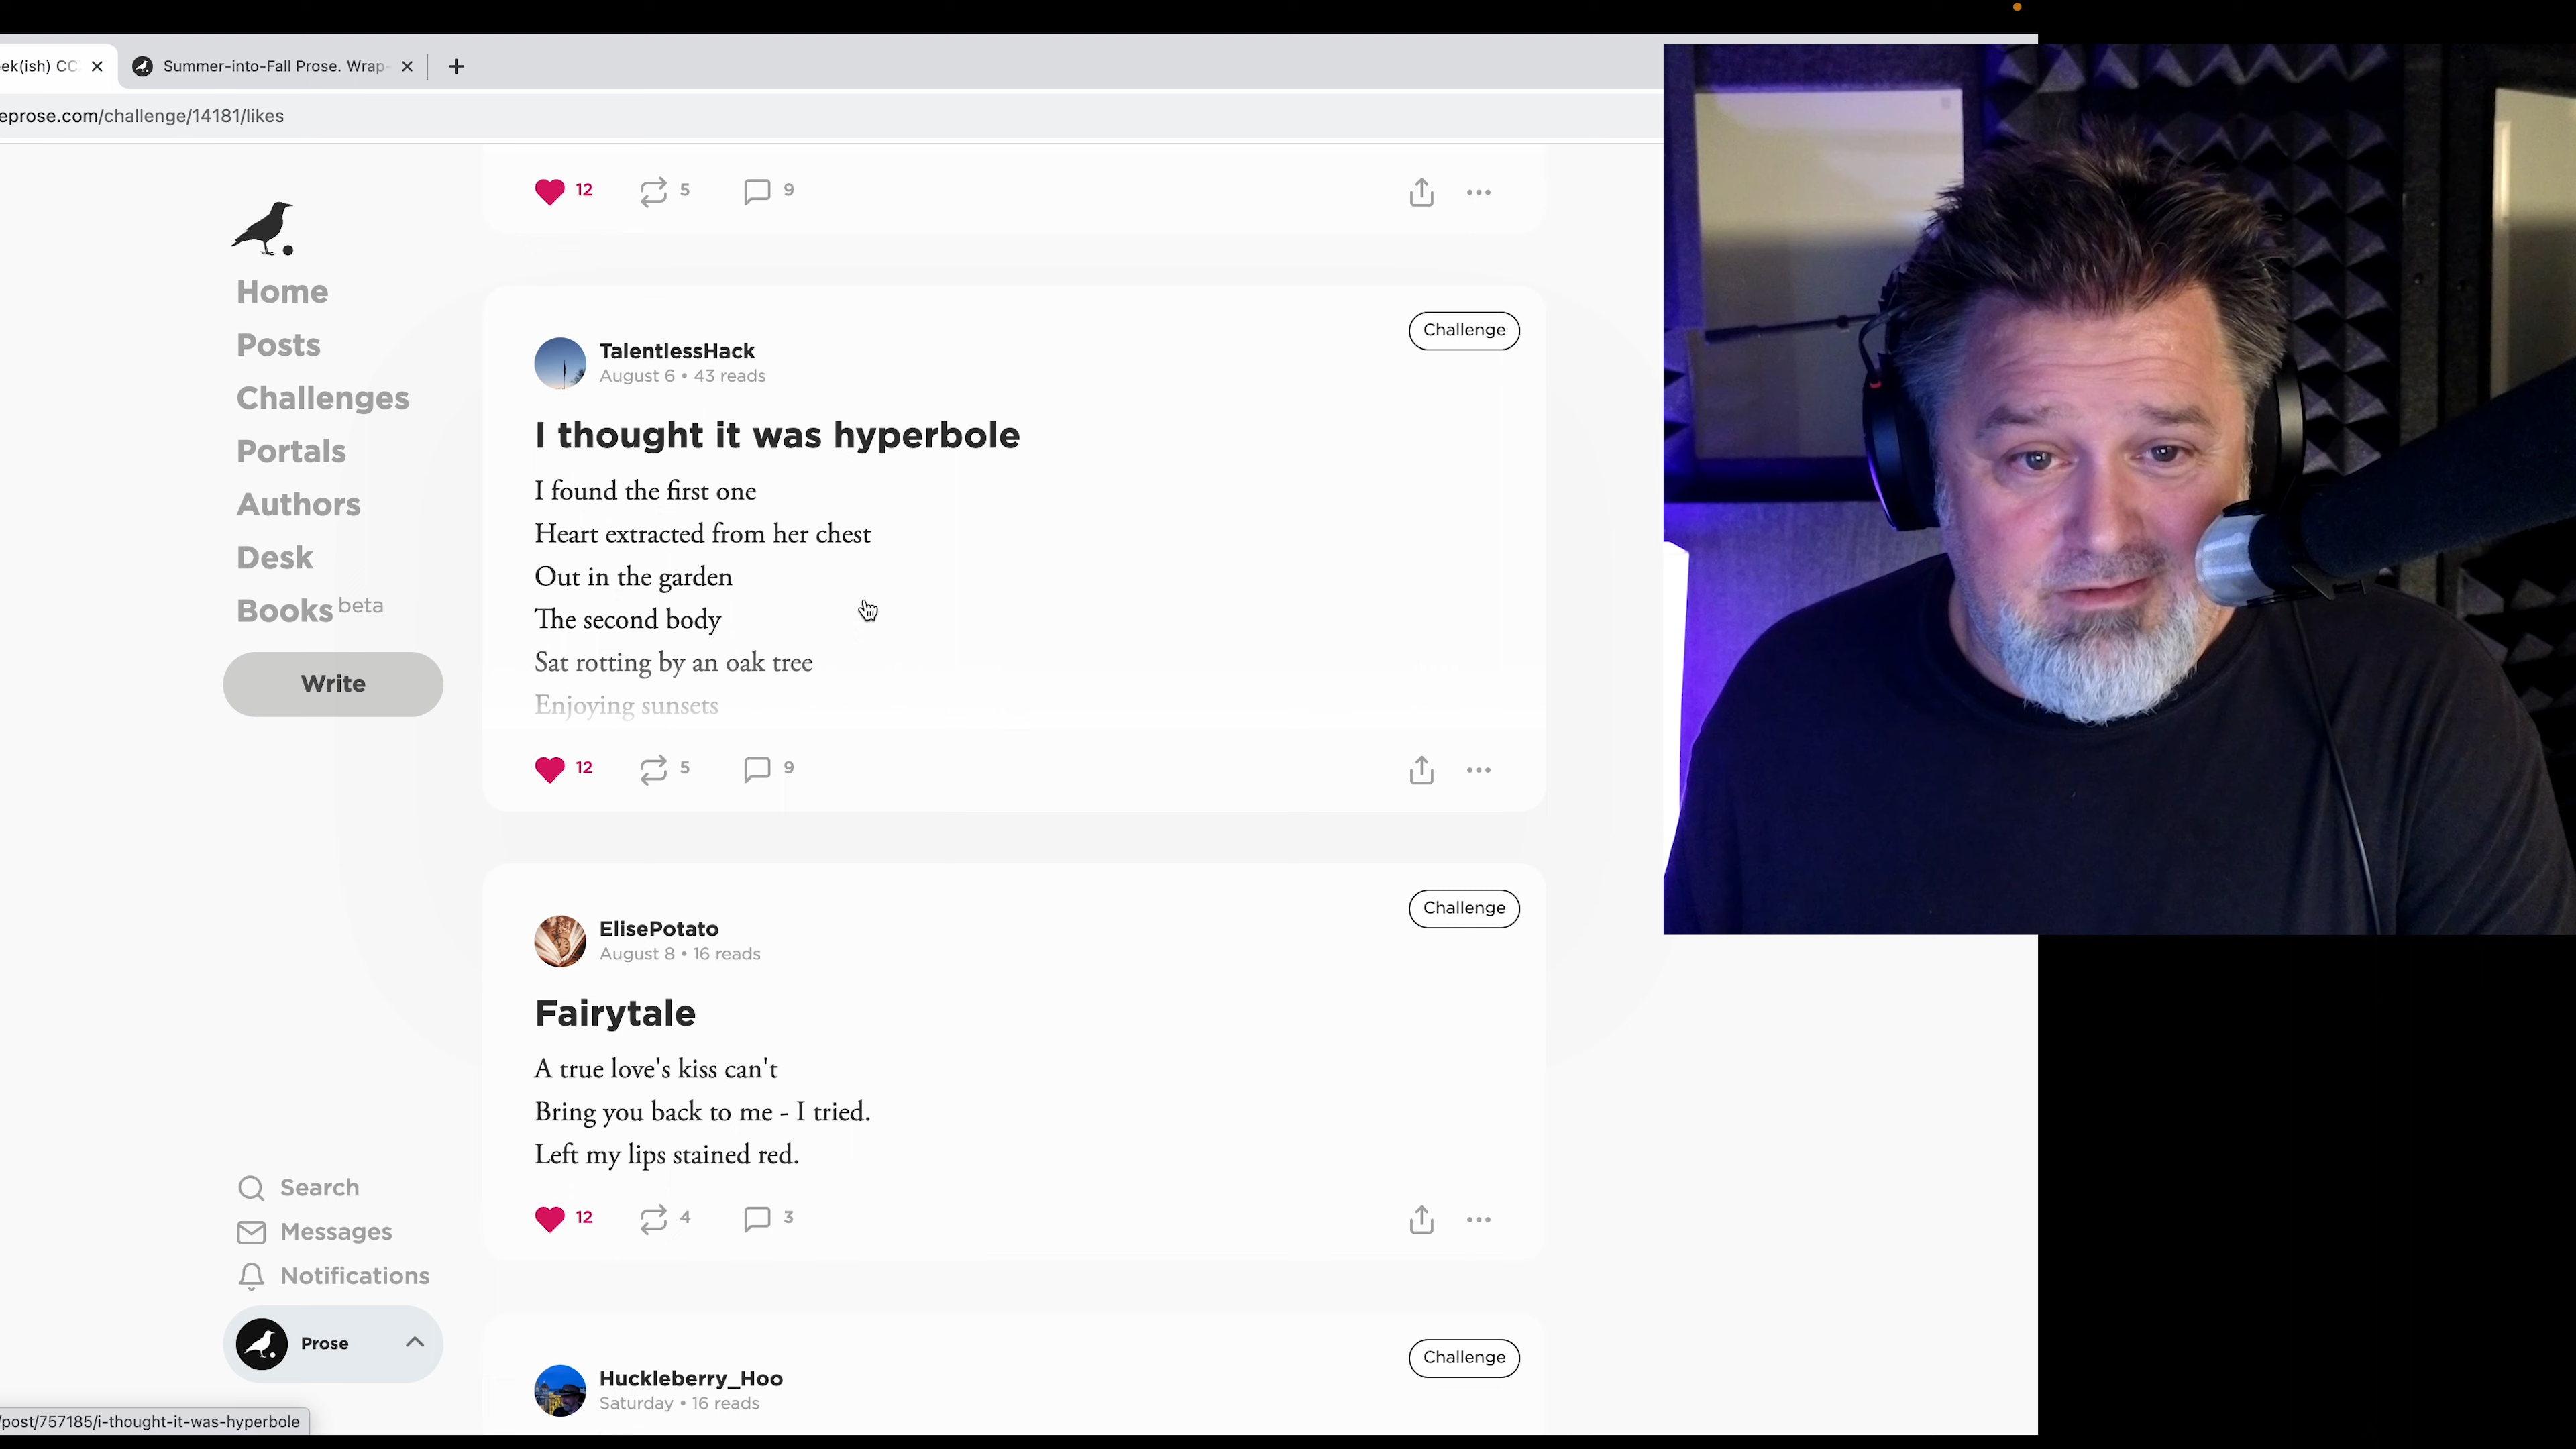 ek(ish) CC
Summer-into-Fall Prose. Wrap-
eprose.com/challenge/14181/likes
12 5 9
Home
Posts
Challenges
Portals
Authors
Desk
Books beta
Write
Search
Messages
Notifications
Prose
Challenge
TalentlessHack
August 6 • 43 reads
I thought it was hyperbole
I found the first one
Heart extracted from her chest
Out in the garden
The second body
Sat rotting by an oak tree
Enjoying sunsets
12 5 9
Challenge
ElisePotato
August 8 • 16 reads
Fairytale
A true love's kiss can't
Bring you back to me - I tried.
Left my lips stained red.
12 4 3
Challenge
Huckleberry_Hoo
Saturday • 16 reads
/post/757185/i-thought-it-was-hyperbole